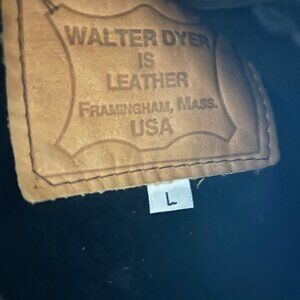 WALTER DYER
IS
LEATHER
FRAMINGHAM, MASS.
USA
L